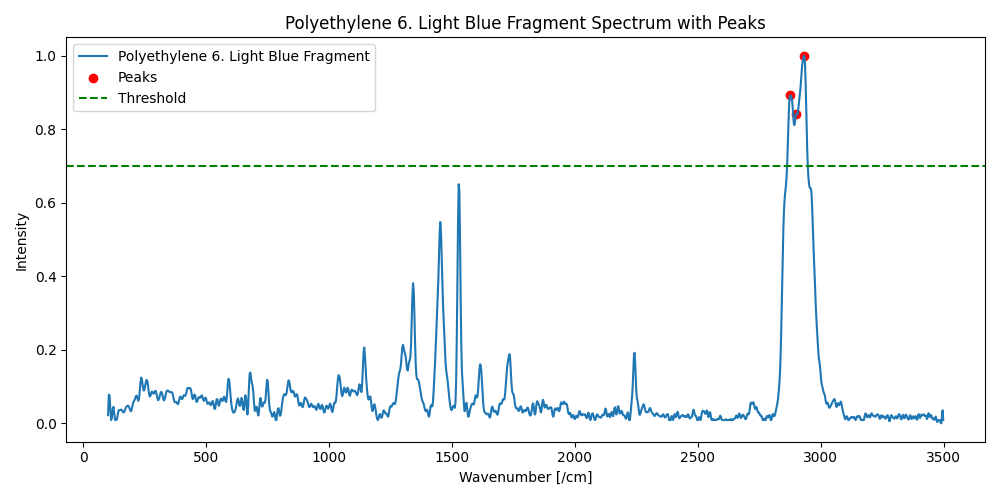 Polyethylene 6. Light Blue Fragment Spectrum with Peaks
Polyethylene 6. Light Blue Fragment
Peaks
Threshold
1.0
0.8
0.6
0.4
0.2
0.0
Intensity
0 500 1000 1500 2000 2500 3000 3500
Wavenumber [/cm]